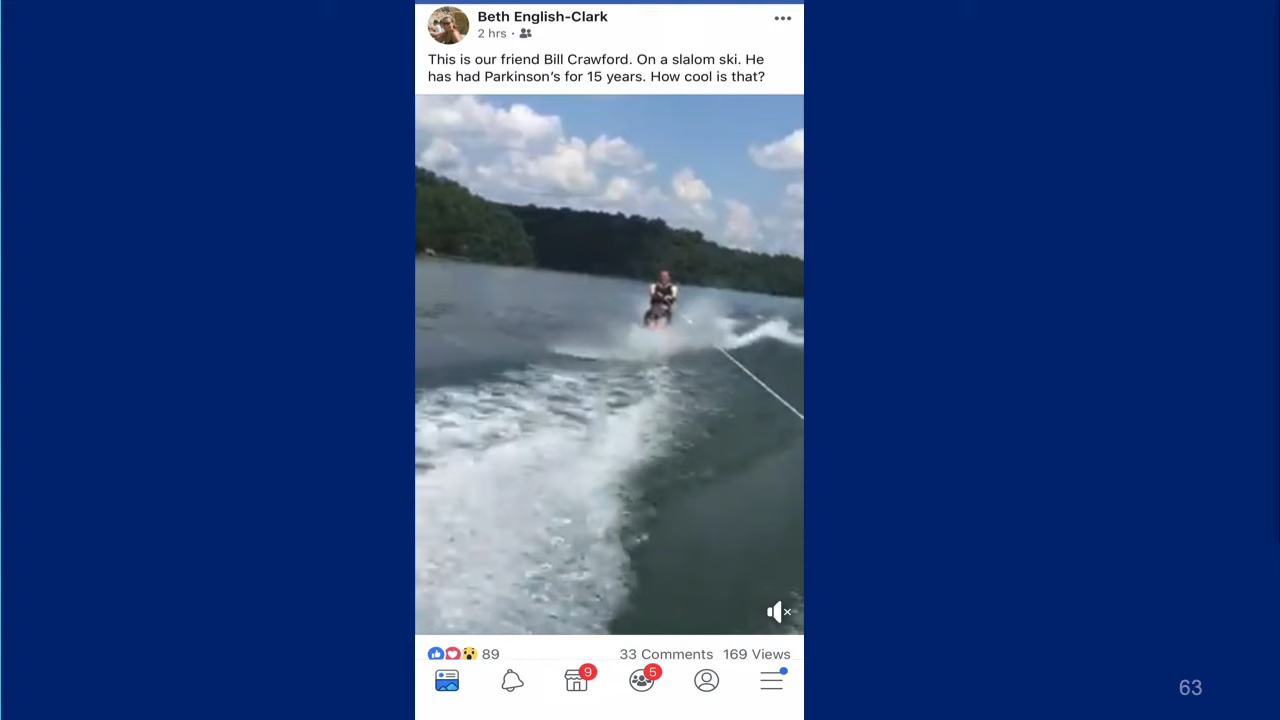 Beth English-Clark
2 hrs ·
This is our friend Bill Crawford. On a slalom ski. He
has had Parkinson's for 15 years. How cool is that?
89 33 Comments 169 Views
9 5
63